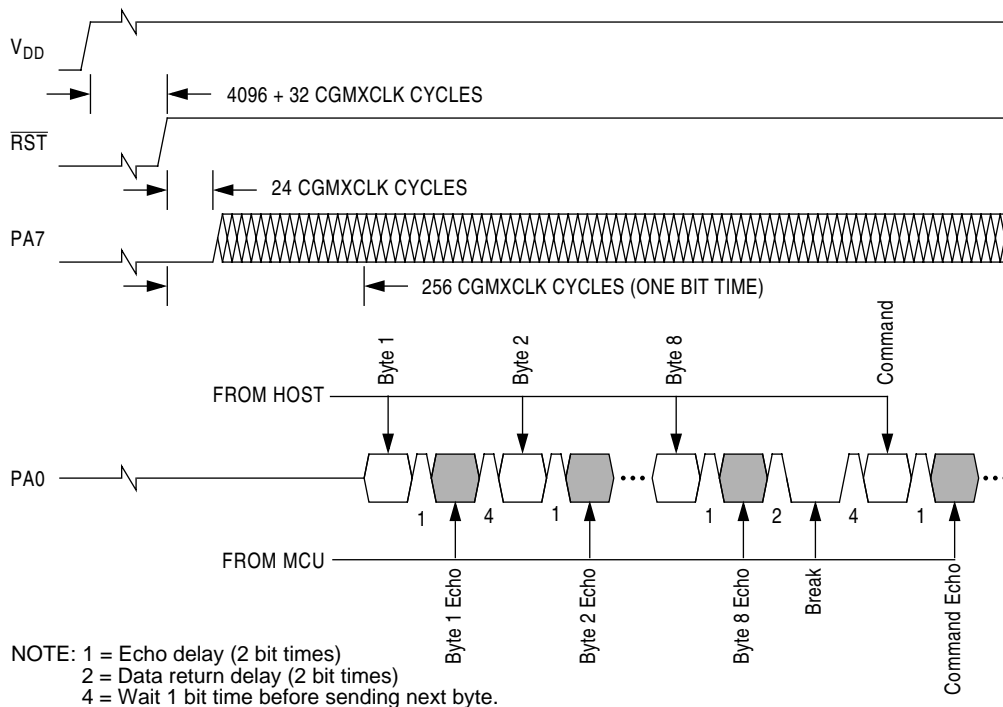 V_DD
4096 + 32 CGMXCLK CYCLES
R̅S̅T̅
24 CGMXCLK CYCLES
PA7
256 CGMXCLK CYCLES (ONE BIT TIME)
Byte 1
Byte 2
Byte 8
Command
FROM HOST
PA0
1
4
1
•••
1
2
4
1
•••
FROM MCU
Byte 1 Echo
Byte 2 Echo
Byte 8 Echo
Break
Command Echo
NOTE: 1 = Echo delay (2 bit times)
2 = Data return delay (2 bit times)
4 = Wait 1 bit time before sending next byte.